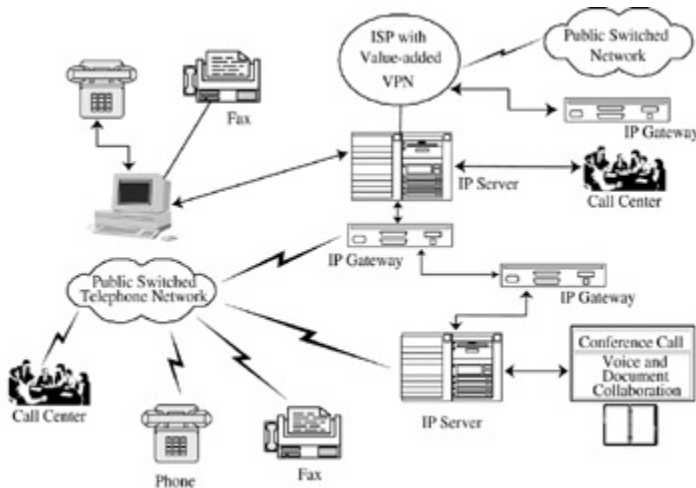 ISP with
Value-added
VPN
Public Switched
Network
Fax
IP Gateway
IP Server
Call Center
IP Gateway
Public Switched
Telephone Network
IP Gateway
Conference Call
Voice and
Document
Collaboration
Call Center
IP Server
Phone
Fax